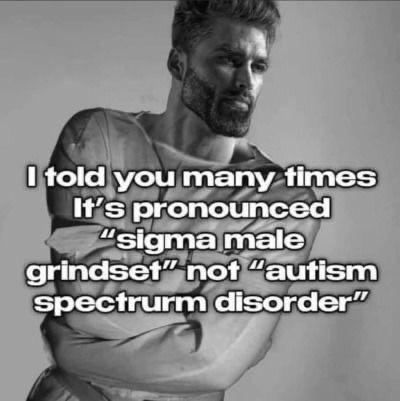 I told you many times
It's pronounced
"sigma male
grindset" not "autism
spectrurm disorder"